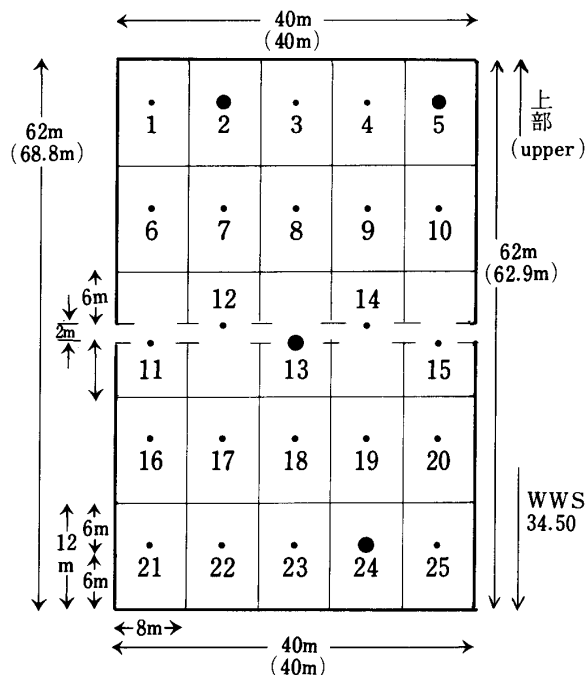 40m
(40m)
1 2 3 4 5
上部
(upper)
62m
(68.8m)
6 7 8 9 10
62m
(62.9m)
6m
12 14
2m
11 13 15
16 17 18 19 20
WWS
34.50
12m
6m
6m
21 22 23 24 25
8m
40m
(40m)